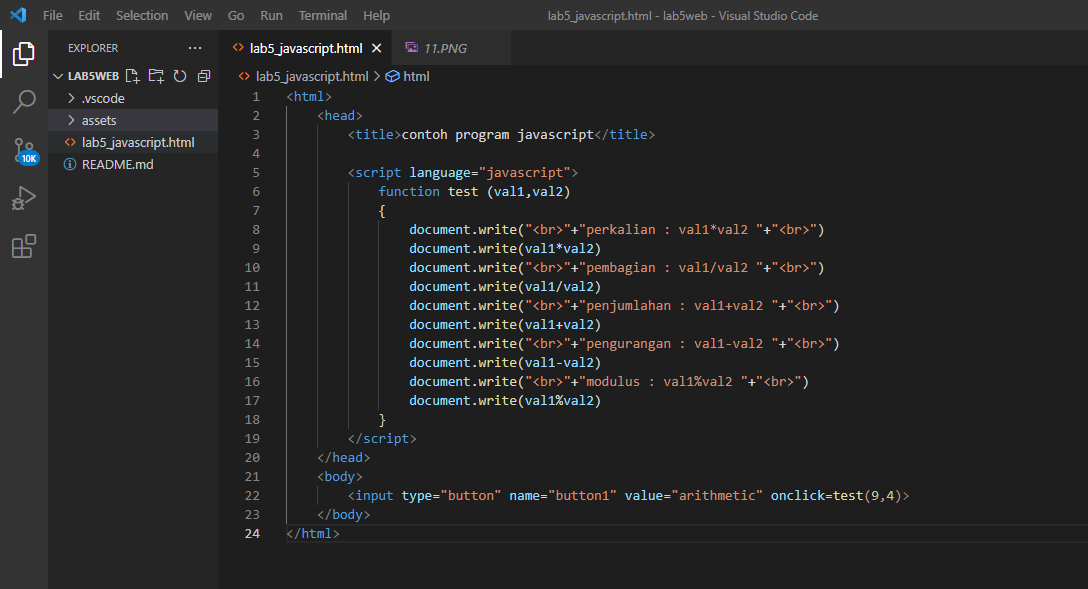 File Edit Selection View Go Run Terminal Help lab5_javascript.html - lab5web - Visual Studio Code
EXPLORER ...
LAB5WEB
.vscode
assets
lab5_javascript.html
README.md
10K
lab5_javascript.html 11.PNG
lab5_javascript.html > html
1 <html>
2 <head>
3 <title>contoh program javascript</title>
4
5 <script language="javascript">
6 function test (val1,val2)
7 {
8 document.write("<br>"+"perkalian : val1*val2 "+"<br>")
9 document.write(val1*val2)
10 document.write("<br>"+"pembagian : val1/val2 "+"<br>")
11 document.write(val1/val2)
12 document.write("<br>"+"penjumlahan : val1+val2 "+"<br>")
13 document.write(val1+val2)
14 document.write("<br>"+"pengurangan : val1-val2 "+"<br>")
15 document.write(val1-val2)
16 document.write("<br>"+"modulus : val1%val2 "+"<br>")
17 document.write(val1%val2)
18 }
19 </script>
20 </head>
21 <body>
22 <input type="button" name="button1" value="arithmetic" onclick=test(9,4)>
23 </body>
24 </html>